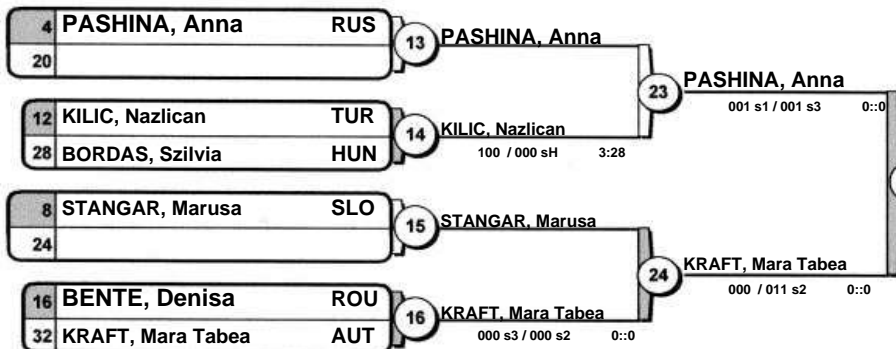 4 PASHINA, Anna RUS
20
13 PASHINA, Anna
12 KILIC, Nazlican TUR
28 BORDAS, Szilvia HUN
14 KILIC, Nazlican
100 / 000 sH 3:28
23 PASHINA, Anna
001 s1 / 001 s3 0::0
8 STANGAR, Marusa SLO
24
15 STANGAR, Marusa
16 BENTE, Denisa ROU
32 KRAFT, Mara Tabea AUT
16 KRAFT, Mara Tabea
000 s3 / 000 s2 0::0
24 KRAFT, Mara Tabea
000 / 011 s2 0::0